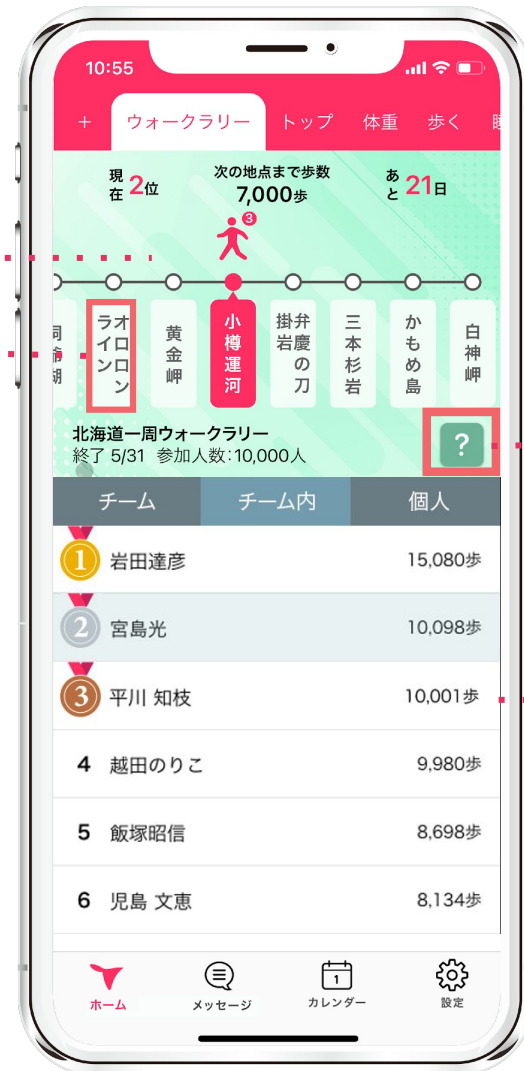 10:55
+ ウォークラリー トップ 体重 歩く
現在2位
次の地点まで歩数
7,000歩
あと21日
3
オロロンライン
黄金岬
小樽運河
弁慶の刀掛岩
三本杉岩
かもめ島
白神岬
北海道一周ウォークラリー
終了 5/31 参加人数:10,000人
?
チーム チーム内 個人
1 岩田達彦 15,080歩
2 宮島光 10,098歩
3 平川 知枝 10,001歩
4 越田のりこ 9,980歩
5 飯塚昭信 8,698歩
6 児島 文恵 8,134歩
1
ホーム メッセージ カレンダー 設定